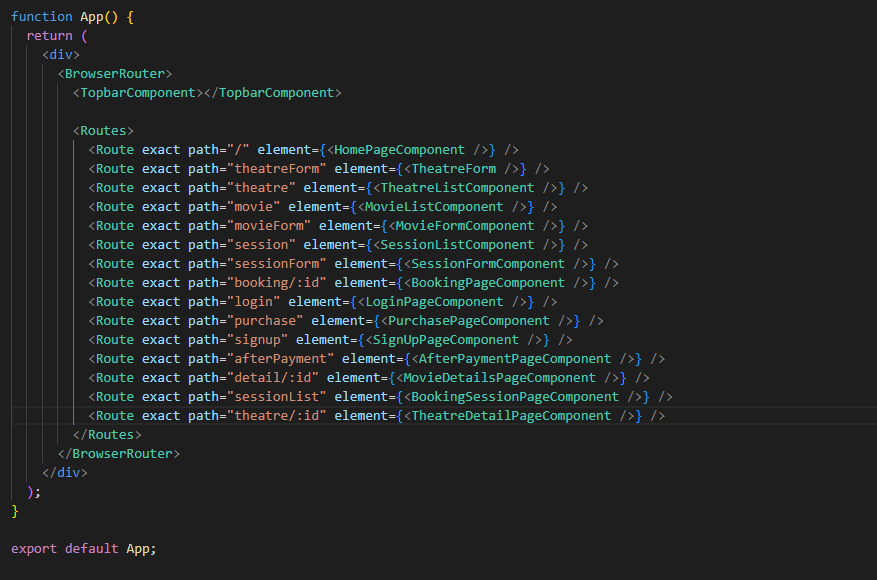 function App() {
return (
<div>
<BrowserRouter>
<TopbarComponent></TopbarComponent>
<Routes>
<Route exact path="/" element={<HomePageComponent />} />
<Route exact path="theatreForm" element={<TheatreForm />} />
<Route exact path="theatre" element={<TheatreListComponent />} />
<Route exact path="movie" element={<MovieListComponent />} />
<Route exact path="movieForm" element={<MovieFormComponent />} />
<Route exact path="session" element={<SessionListComponent />} />
<Route exact path="sessionForm" element={<SessionFormComponent />} />
<Route exact path="booking/:id" element={<BookingPageComponent />} />
<Route exact path="login" element={<LoginPageComponent />} />
<Route exact path="purchase" element={<PurchasePageComponent />} />
<Route exact path="signup" element={<SignUpPageComponent />} />
<Route exact path="afterPayment" element={<AfterPaymentPageComponent />} />
<Route exact path="detail/:id" element={<MovieDetailsPageComponent />} />
<Route exact path="sessionList" element={<BookingSessionPageComponent />} />
<Route exact path="theatre/:id" element={<TheatreDetailPageComponent />} />
</Routes>
</BrowserRouter>
</div>
);
}
export default App;